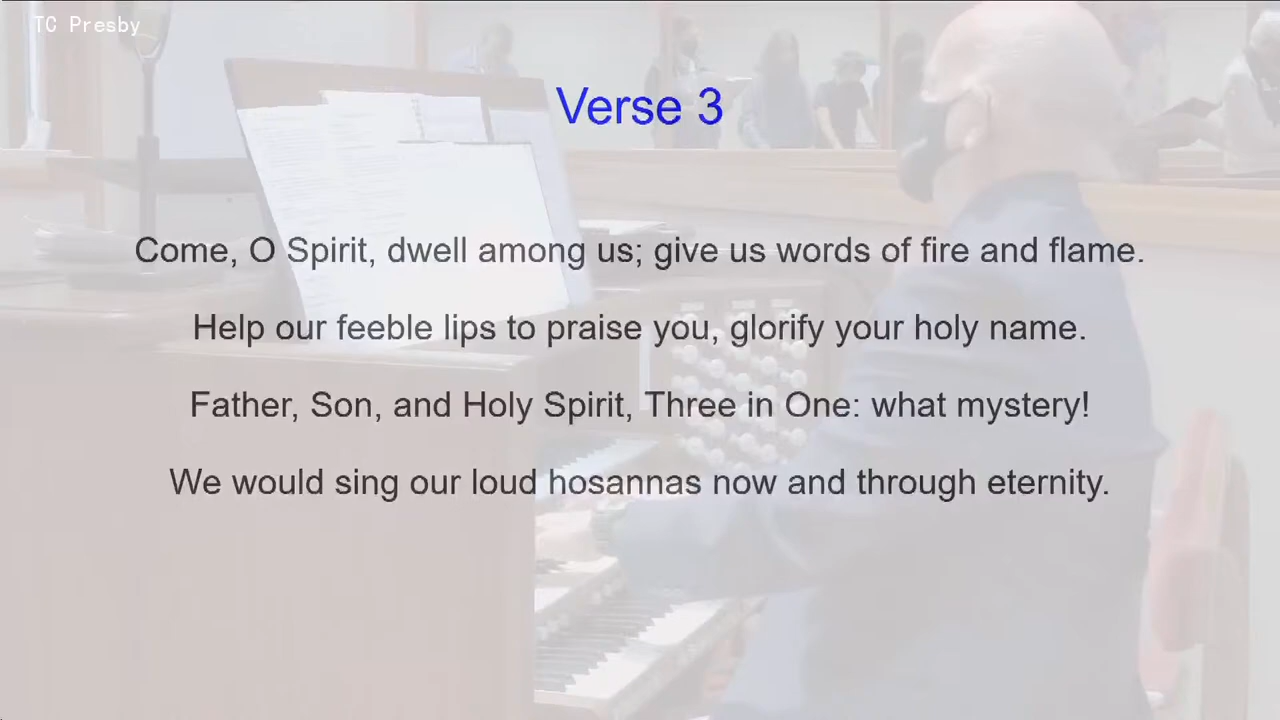 TC Presby
Verse 3
Come, O Spirit, dwell among us; give us words of fire and flame.
Help our feeble lips to praise you, glorify your holy name.
Father, Son, and Holy Spirit, Three in One: what mystery!
We would sing our loud hosannas now and through eternity.